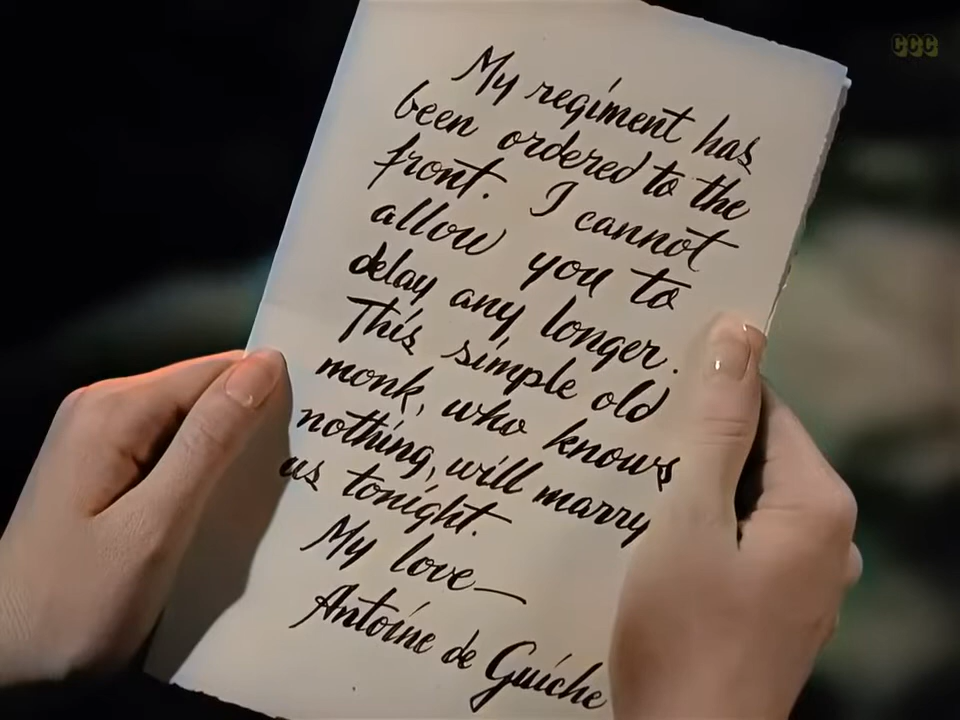 CCC
My regiment has
been ordered to the
front. I cannot
allow you to
delay any longer.
This simple old
monk, who knows
nothing, will marry
us tonight.
My love—
Antoine de Guiche